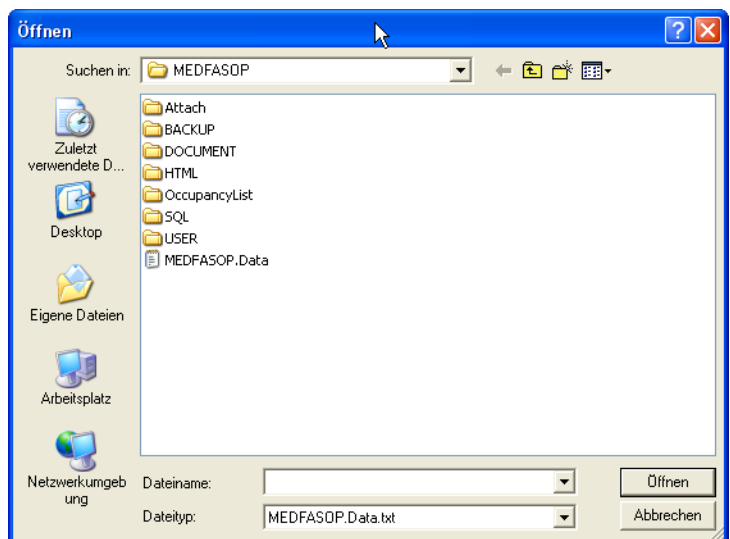 Öffnen
Suchen in:
MEDFASOP
Zuletzt
verwendete D...
Desktop
Eigene Dateien
Arbeitsplatz
Netzwerkumgeb
ung
Attach
BACKUP
DOCUMENT
HTML
OccupancyList
SQL
USER
MEDFASOP.Data
Dateiname:
Öffnen
Dateityp:
MEDFASOP.Data.txt
Abbrechen